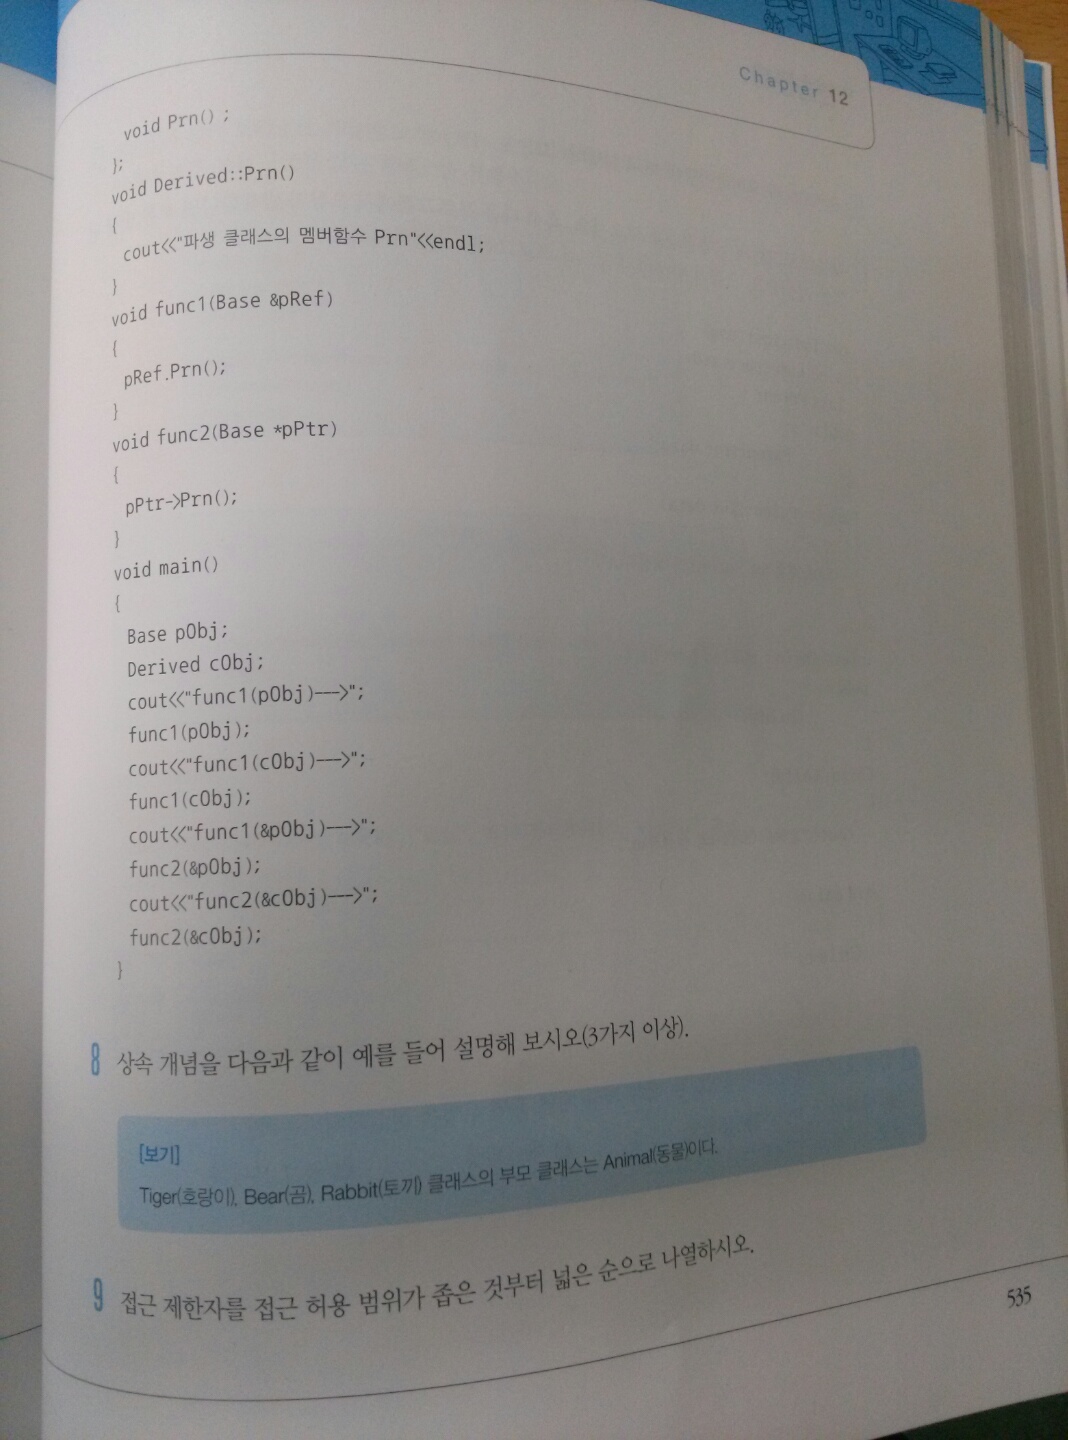 Chapter 12
void Prn() ;
};
void Derived::Prn()
{
cout<<"파생 클래스의 멤버함수 Prn"<<endl;
}
void func1(Base &pRef)
{
pRef.Prn();
}
void func2(Base *pPtr)
{
pPtr->Prn();
}
void main()
{
Base pObj;
Derived cObj;
cout<<"func1(pObj)--->";
func1(pObj);
cout<<"func1(cObj)--->";
func1(cObj);
cout<<"func1(&pObj)--->";
func2(&pObj);
cout<<"func2(&cObj)--->";
func2(&cObj);
}
8 상속 개념을 다음과 같이 예를 들어 설명해 보시오(3가지 이상).
[보기]
Tiger(호랑이), Bear(곰), Rabbit(토끼) 클래스의 부모 클래스는 Animal(동물)이다.
9 접근 제한자를 접근 허용 범위가 좁은 것부터 넓은 순으로 나열하시오.
535